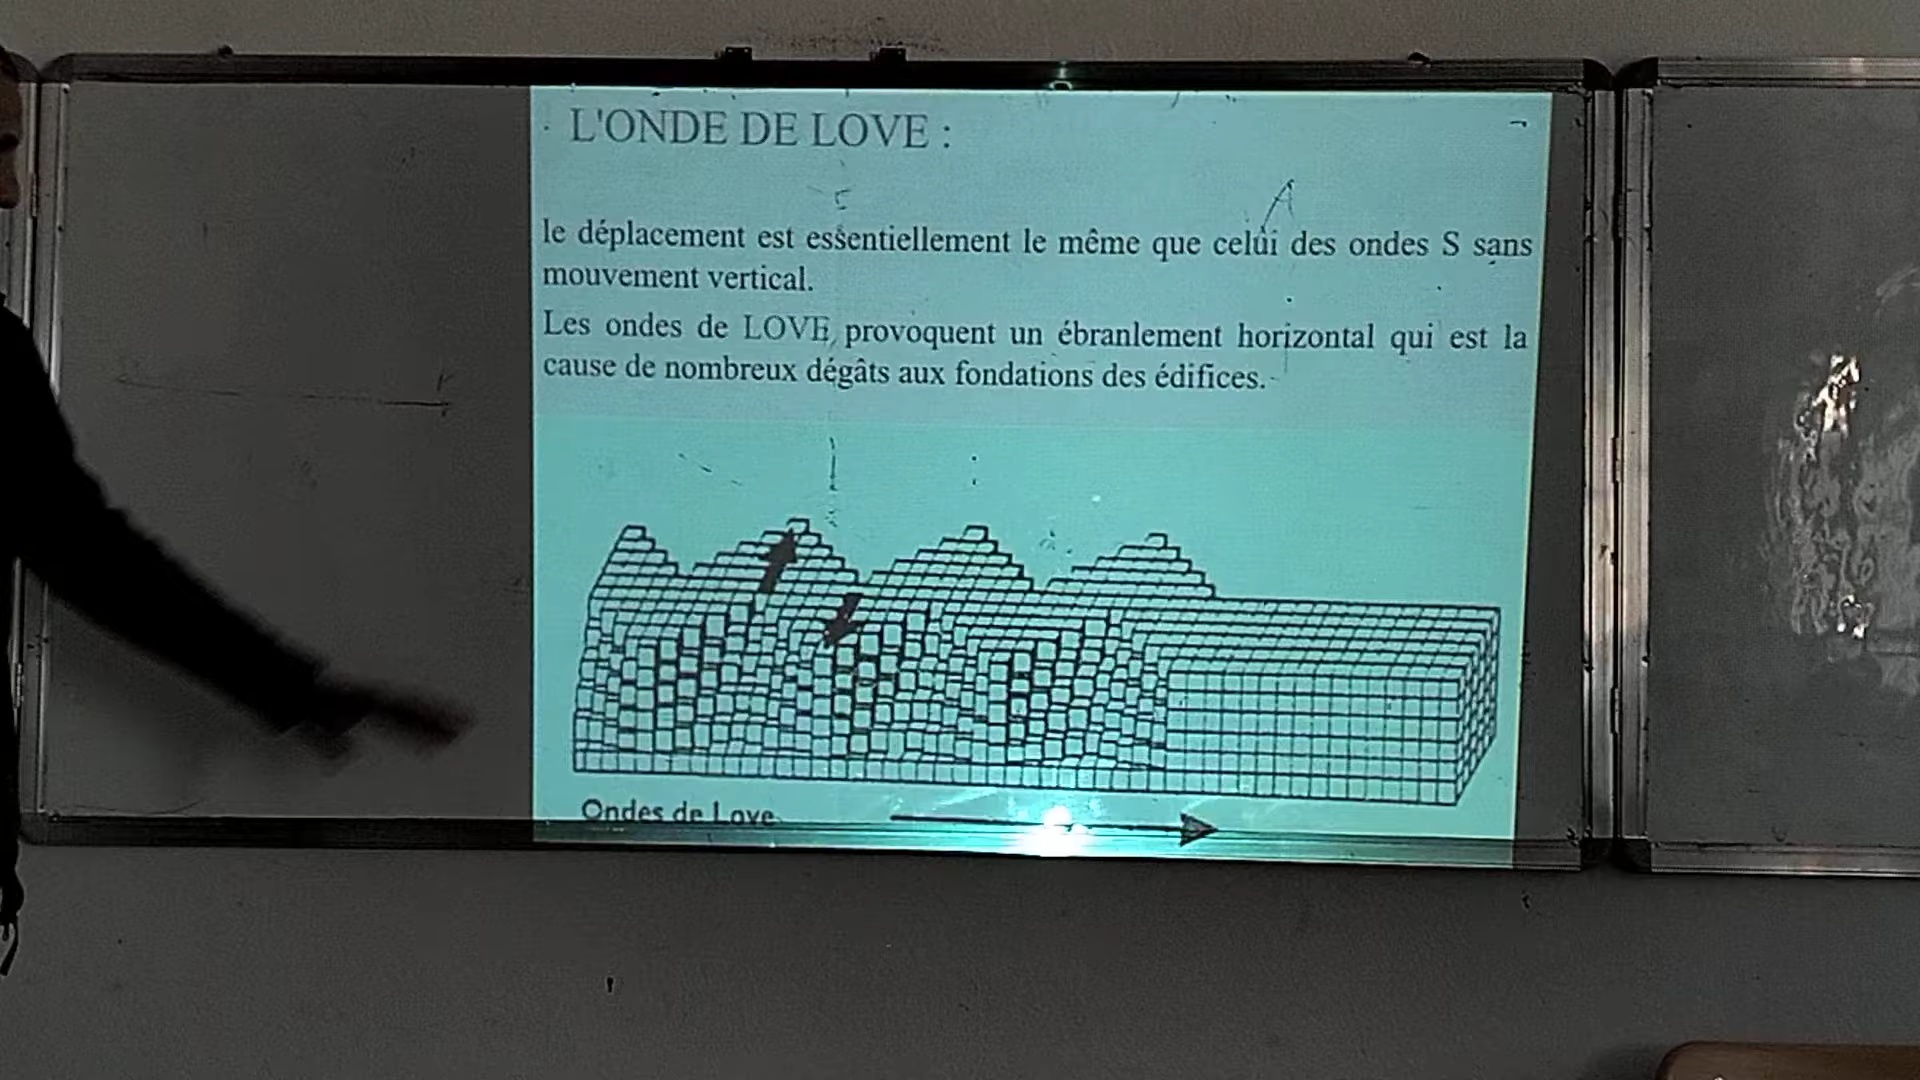 L'ONDE DE LOVE :
A
le déplacement est essentiellement le même que celui des ondes S sans
mouvement vertical.
Les ondes de LOVE provoquent un ébranlement horizontal qui est la
cause de nombreux dégâts aux fondations des édifices.
Ondes de Love